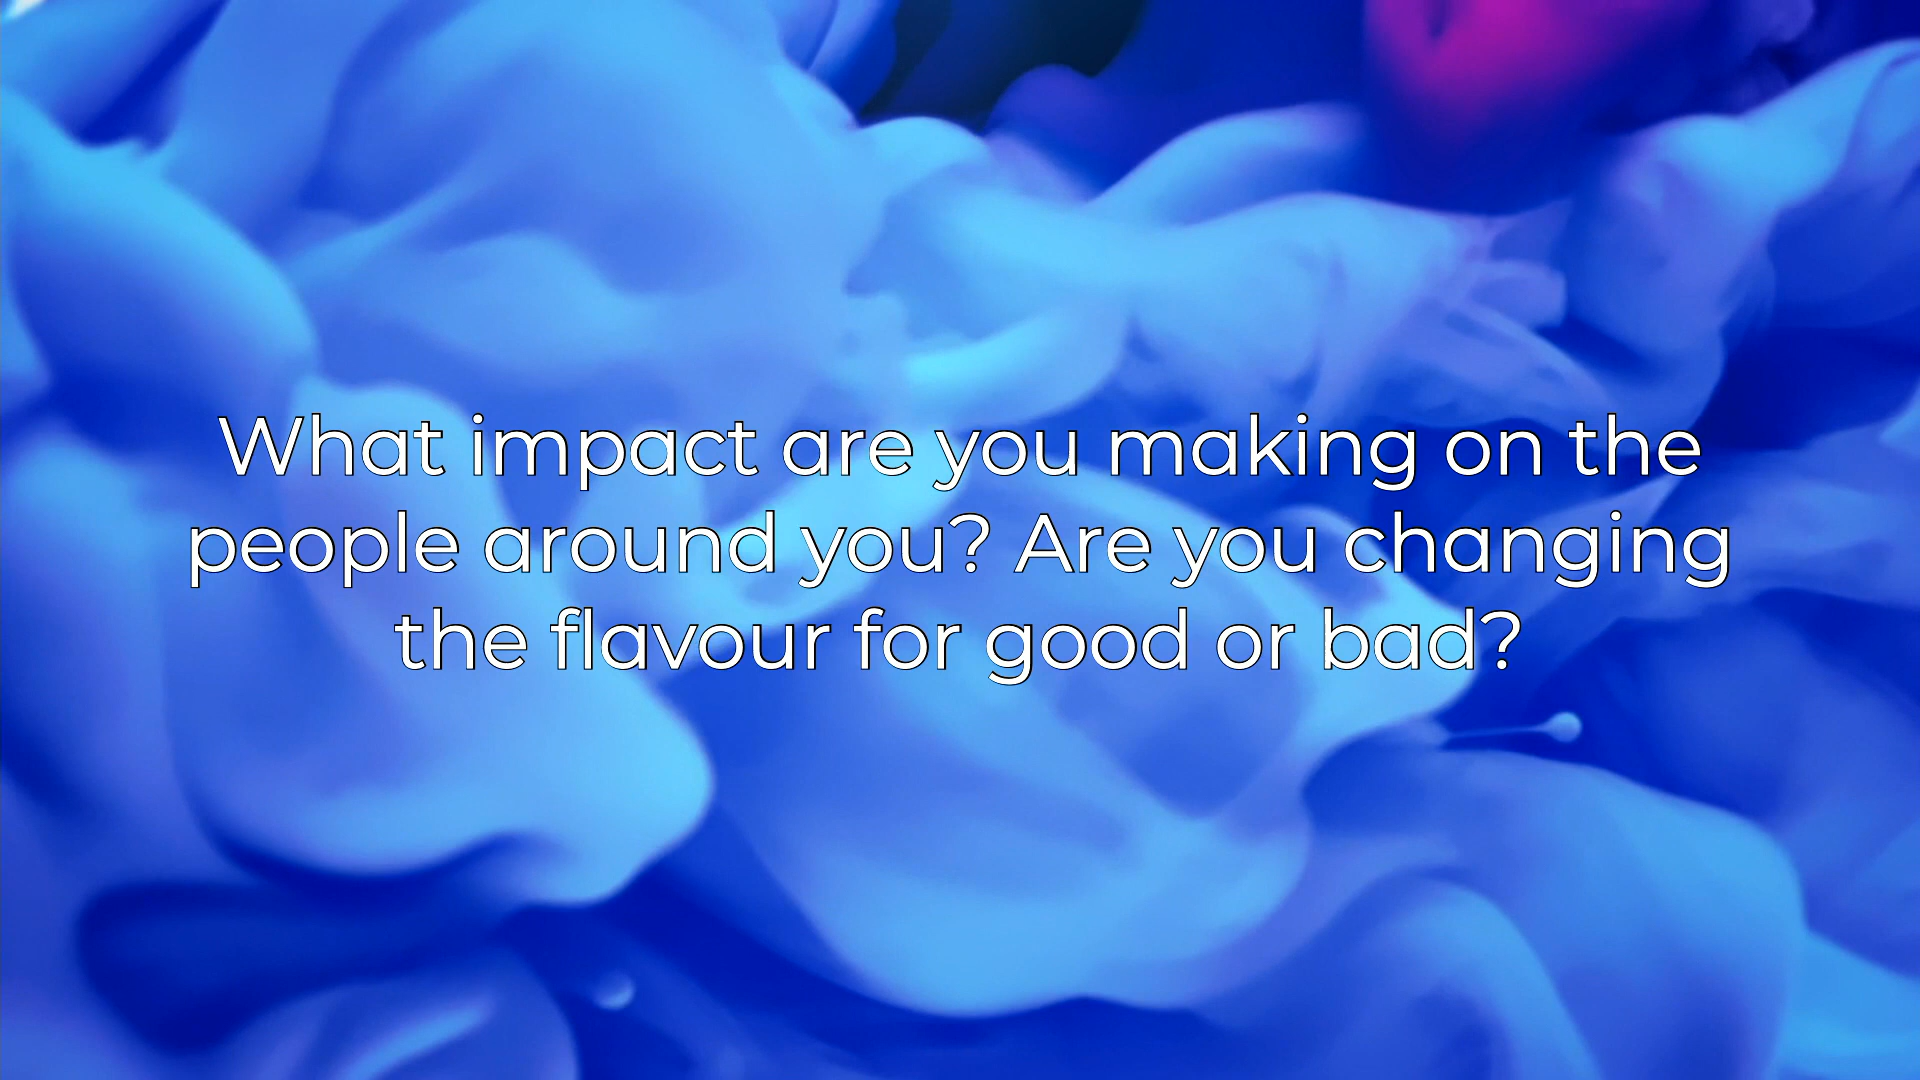 What impact are you making on the
people around you? Are you changing
the flavour for good or bad?